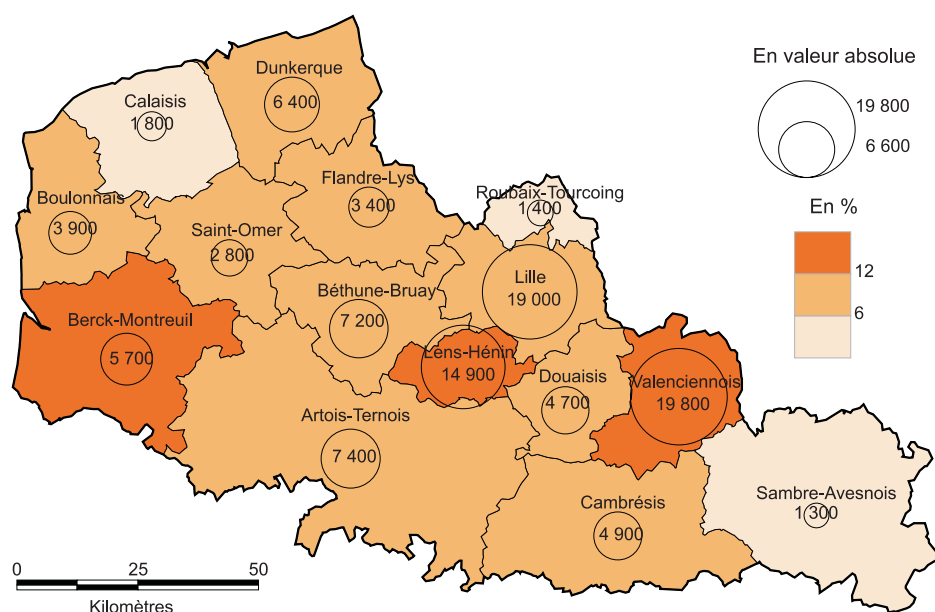 Dunkerque
6 400
Calaisis
1 800
En valeur absolue
19 800
6 600
Flandre-Lys
3 400
Roubaix-Tourcoing
1 400
Boulonnais
3 900
Saint-Omer
2 800
En %
12
6
Lille
19 000
Béthune-Bruay
7 200
Berck-Montreuil
5 700
Lens-Hénin
14 900
Douaisis
4 700
Valenciennois
19 800
Artois-Ternois
7 400
Cambrésis
4 900
Sambre-Avesnois
1 300
0 25 50
Kilomètres